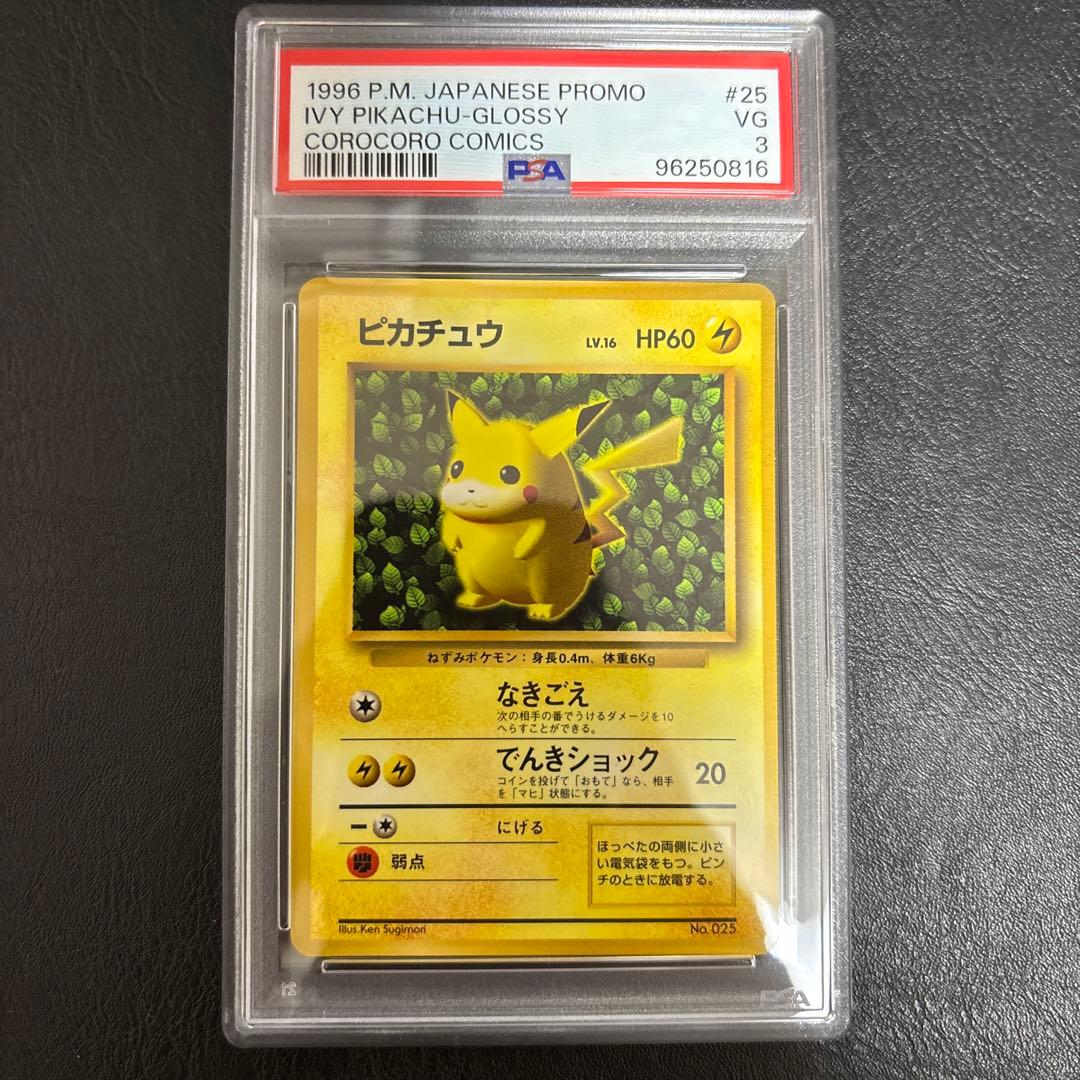 1996 P.M. JAPANESE PROMO #25
IVY PIKACHU-GLOSSY VG
COROCORO COMICS 3
PSA 96250816
ピカチュウ LV.16 HP60
ねずみポケモン：身長0.4m、体重6Kg
なきごえ
次の相手の番でうけるダメージを10
へらすことができる。
でんきショック 20
コインを投げて「おもて」なら、相手
を「マヒ」状態にする。
にげる
弱点
ほっぺたの両側に小さ
い電気袋をもつ。ピン
チのときに放電する。
Illus.Ken Sugimori No. 025
PSA